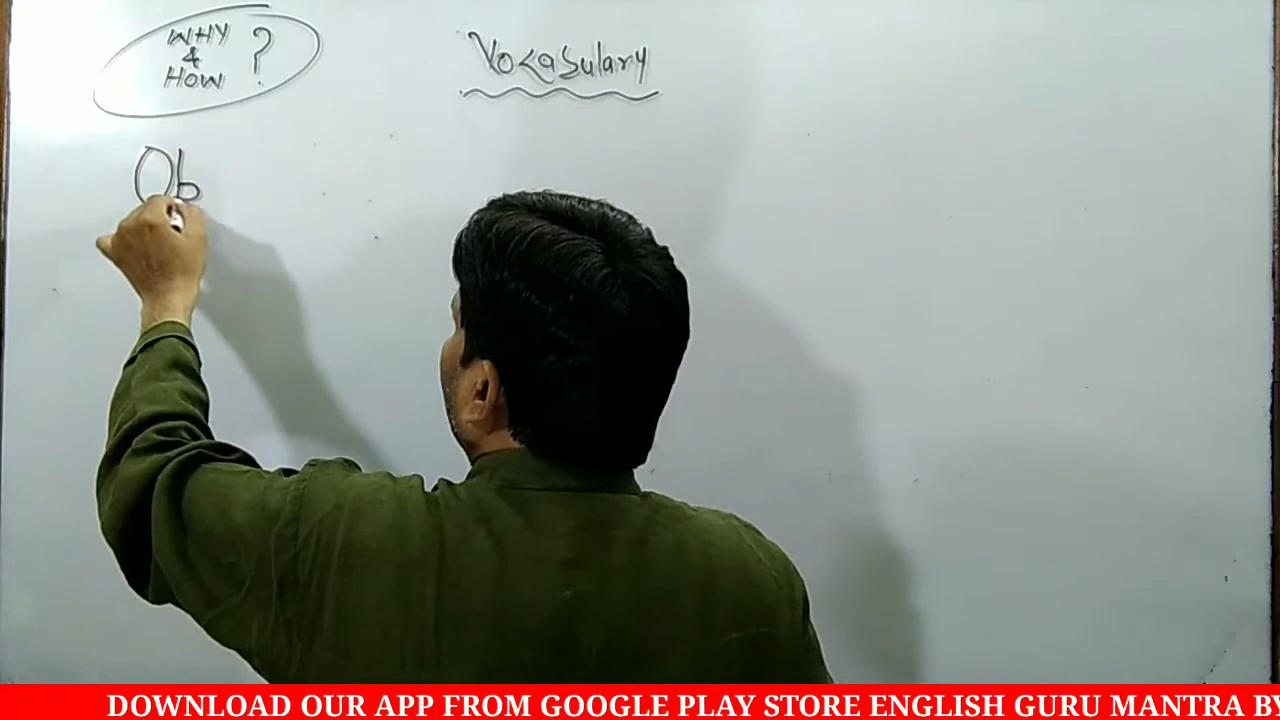 WHY
&
HOW ?
Vocabulary
Ob
DOWNLOAD OUR APP FROM GOOGLE PLAY STORE ENGLISH GURU MANTRA BY